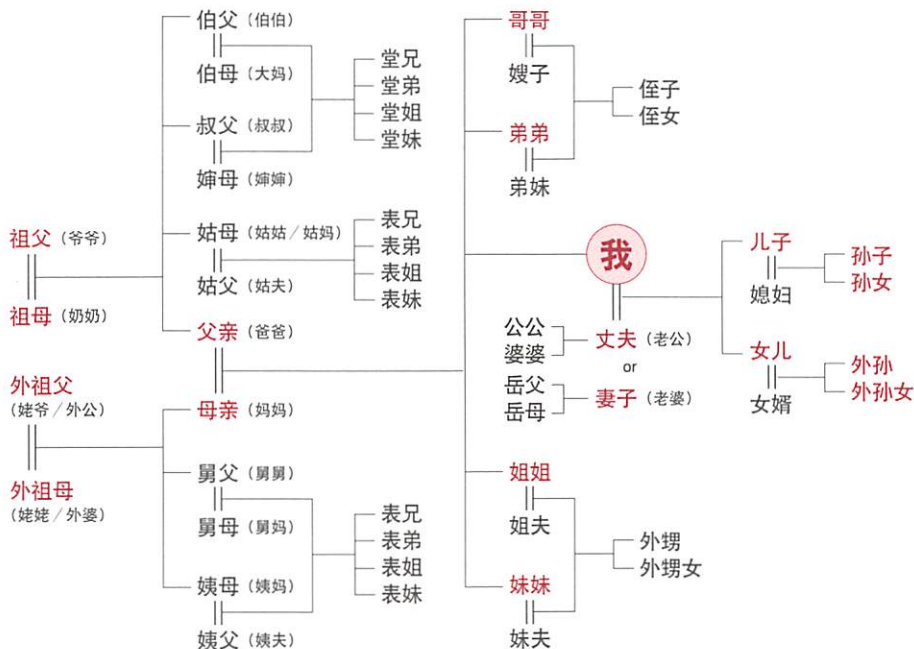 祖父（爷爷）
祖母（奶奶）
外祖父
（姥爷／外公）
外祖母
（姥姥／外婆）
伯父（伯伯）
伯母（大妈）
叔父（叔叔）
婶母（婶婶）
堂兄
堂弟
堂姐
堂妹
姑母（姑姑／姑妈）
姑父（姑夫）
表兄
表弟
表姐
表妹
父亲（爸爸）
母亲（妈妈）
舅父（舅舅）
舅母（舅妈）
姨母（姨妈）
姨父（姨夫）
表兄
表弟
表姐
表妹
哥哥
嫂子
弟弟
弟妹
侄子
侄女
我
公公
婆婆
丈夫（老公）
or
岳父
岳母
妻子（老婆）
儿子
媳妇
孙子
孙女
女儿
女婿
外孙
外孙女
姐姐
姐夫
妹妹
妹夫
外甥
外甥女